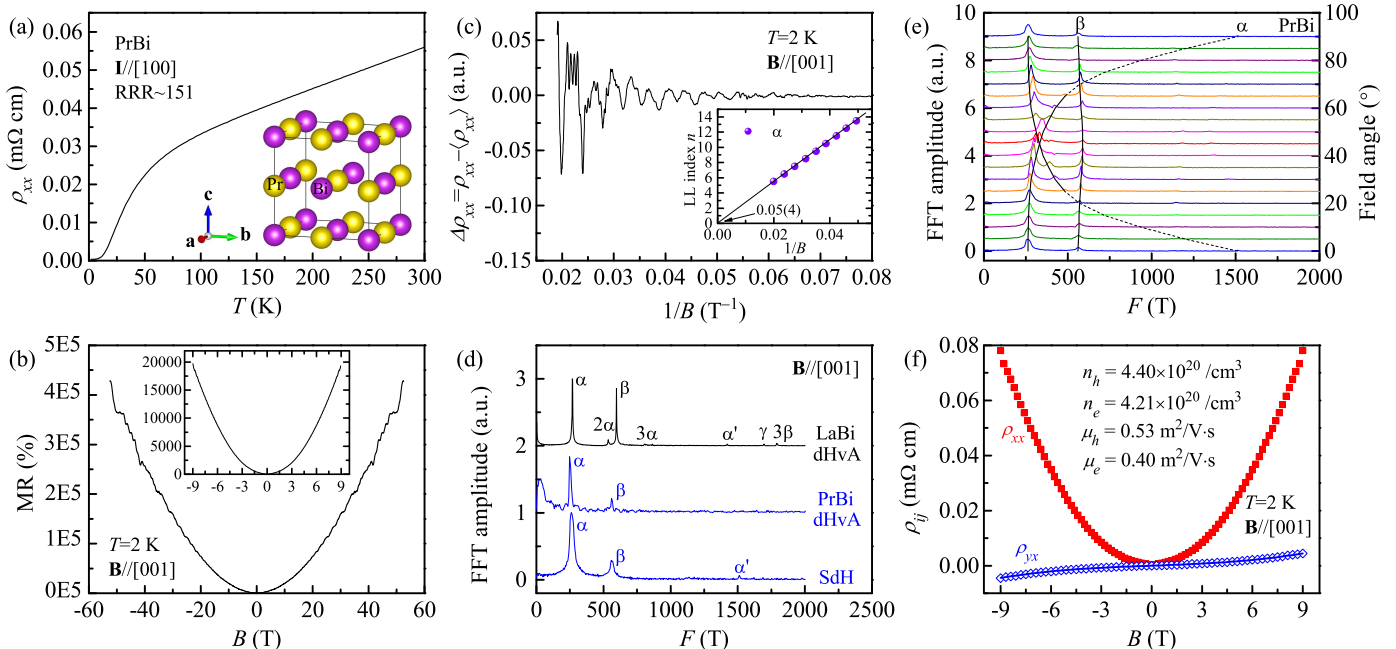 (a)
0.06
0.05
0.04
0.03
0.02
0.01
0.00
ρxx (mΩ cm)
PrBi
I//[100]
RRR~151
Pr
Bi
c
a
b
0 50 100 150 200 250 300
T (K)
(c)
0.05
0.00
-0.05
-0.10
-0.15
Δρxx= ρxx−⟨ρxx⟩ (a.u.)
T=2 K
B//[001]
14
12
10
8
6
4
2
0
LL index n
α
0.05(4)
0.00 0.02 0.04
1/B
0.02 0.03 0.04 0.05 0.06 0.07 0.08
1/B (T⁻¹)
(e)
10
9
8
7
6
5
4
3
2
1
0
FFT amplitude (a.u.)
β
α
PrBi
100
80
60
40
20
0
Field angle (°)
0 500 1000 1500 2000
F (T)
(b)
5E5
4E5
3E5
2E5
1E5
0E0
MR (%)
20000
15000
10000
5000
0
-9 -6 -3 0 3 6 9
T=2 K
B//[001]
-60 -40 -20 0 20 40 60
B (T)
(d)
3
2
1
0
FFT amplitude (a.u.)
B//[001]
α
β
2α
3α
α'
γ 3β
LaBi
dHvA
α
β
PrBi
dHvA
α
β
α'
SdH
0 500 1000 1500 2000 2500
F (T)
(f)
0.08
0.06
0.04
0.02
0.00
ρij (mΩ cm)
nh = 4.40×10²⁰ /cm³
ne = 4.21×10²⁰ /cm³
μh = 0.53 m²/V·s
μe = 0.40 m²/V·s
ρxx
T=2 K
B//[001]
ρyx
-9 -6 -3 0 3 6 9
B (T)